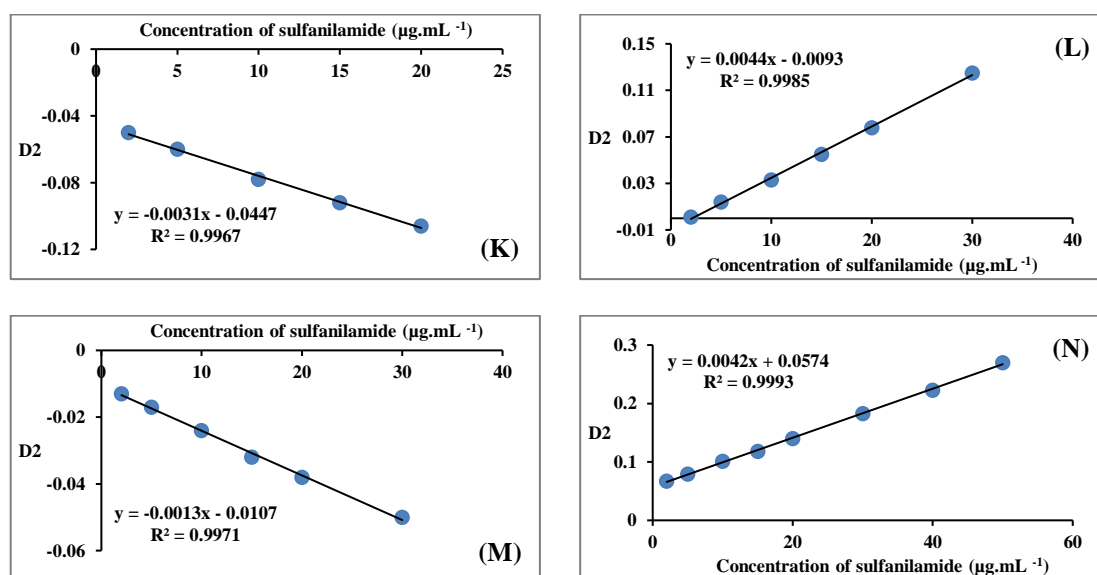 Concentration of sulfanilamide (µg.mL -1)
0
0 5 10 15 20 25
-0.04
D2
-0.08
y = -0.0031x - 0.0447
R² = 0.9967
-0.12
(K)
0.15
(L)
y = 0.0044x - 0.0093
R² = 0.9985
0.11
0.07
D2
0.03
-0.01
0 10 20 30 40
Concentration of sulfanilamide (µg.mL -1)
Concentration of sulfanilamide (µg.mL -1)
0
0 10 20 30 40
-0.02
D2
-0.04
y = -0.0013x - 0.0107
R² = 0.9971
-0.06
(M)
0.3
(N)
y = 0.0042x + 0.0574
R² = 0.9993
0.2
D2
0.1
0
0 20 40 60
Concentration of sulfanilamide (µg.mL -1)